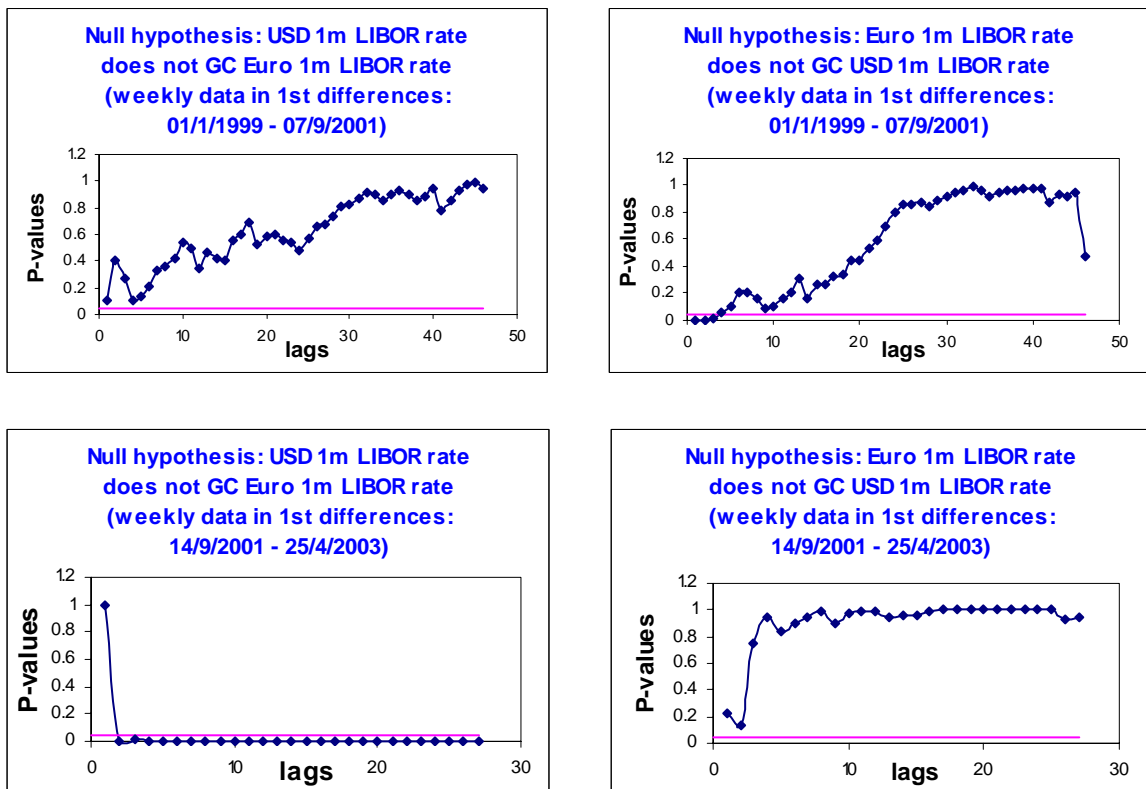 Null hypothesis: USD 1m LIBOR rate
does not GC Euro 1m LIBOR rate
(weekly data in 1st differences:
01/1/1999 - 07/9/2001)
P-values
1.2
1
0.8
0.6
0.4
0.2
0
0 10 20 30 40 50
lags
Null hypothesis: Euro 1m LIBOR rate
does not GC USD 1m LIBOR rate
(weekly data in 1st differences:
01/1/1999 - 07/9/2001)
P-values
1.2
1
0.8
0.6
0.4
0.2
0
0 10 20 30 40 50
lags
Null hypothesis: USD 1m LIBOR rate
does not GC Euro 1m LIBOR rate
(weekly data in 1st differences:
14/9/2001 - 25/4/2003)
P-values
1.2
1
0.8
0.6
0.4
0.2
0
0 10 20 30
lags
Null hypothesis: Euro 1m LIBOR rate
does not GC USD 1m LIBOR rate
(weekly data in 1st differences:
14/9/2001 - 25/4/2003)
P-values
1.2
1
0.8
0.6
0.4
0.2
0
0 10 20 30
lags